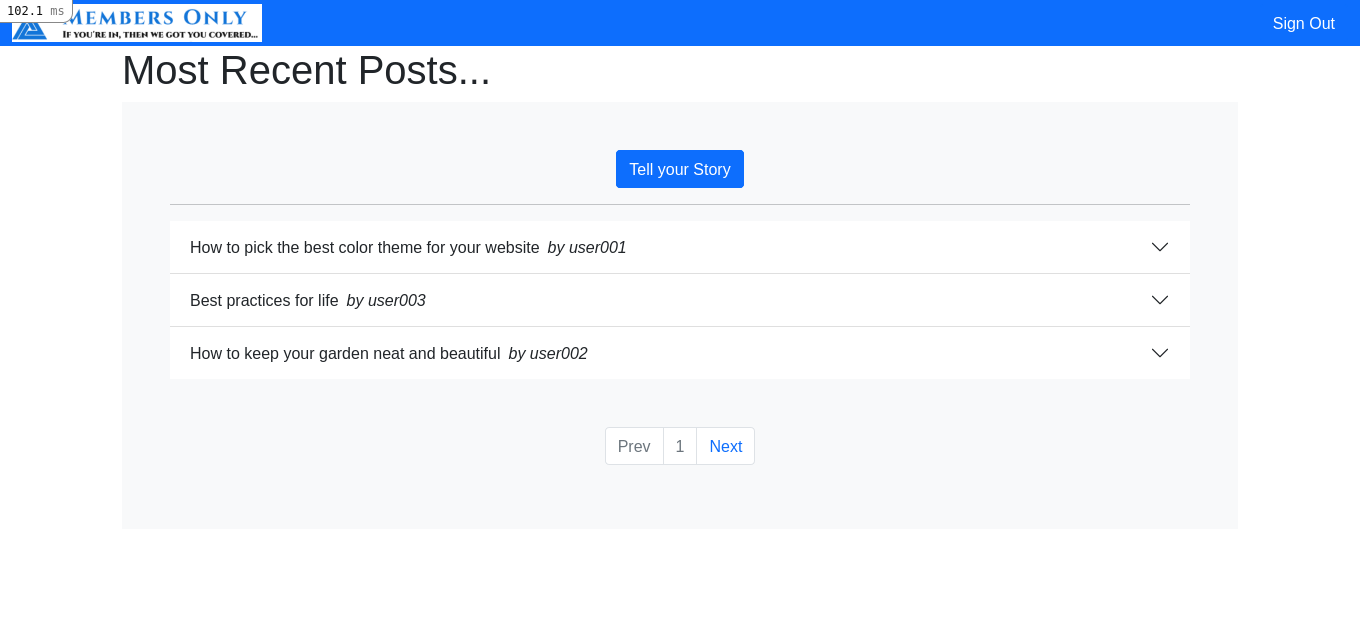 102.1 ms
Members Only
If you're in, then we got you covered...
Sign Out
Most Recent Posts...
Tell your Story
How to pick the best color theme for your website by user001
Best practices for life by user003
How to keep your garden neat and beautiful by user002
Prev 1 Next